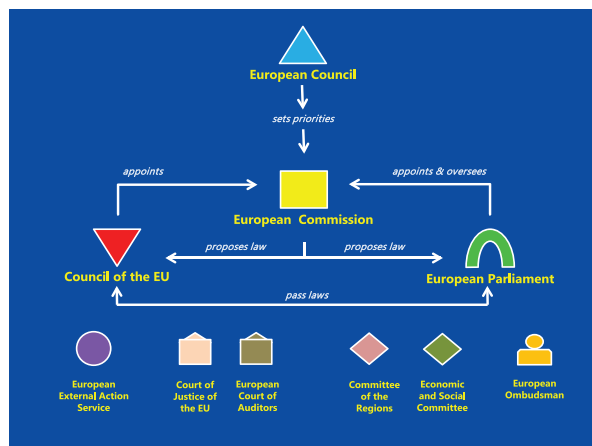 European Council
sets priorities
appoints
appoints & oversees
European Commission
proposes law
proposes law
Council of the EU
European Parliament
pass laws
European
External Action
Service
Court of
Justice of
the EU
European
Court of
Auditors
Committee
of the
Regions
Economic
and Social
Committee
European
Ombudsman